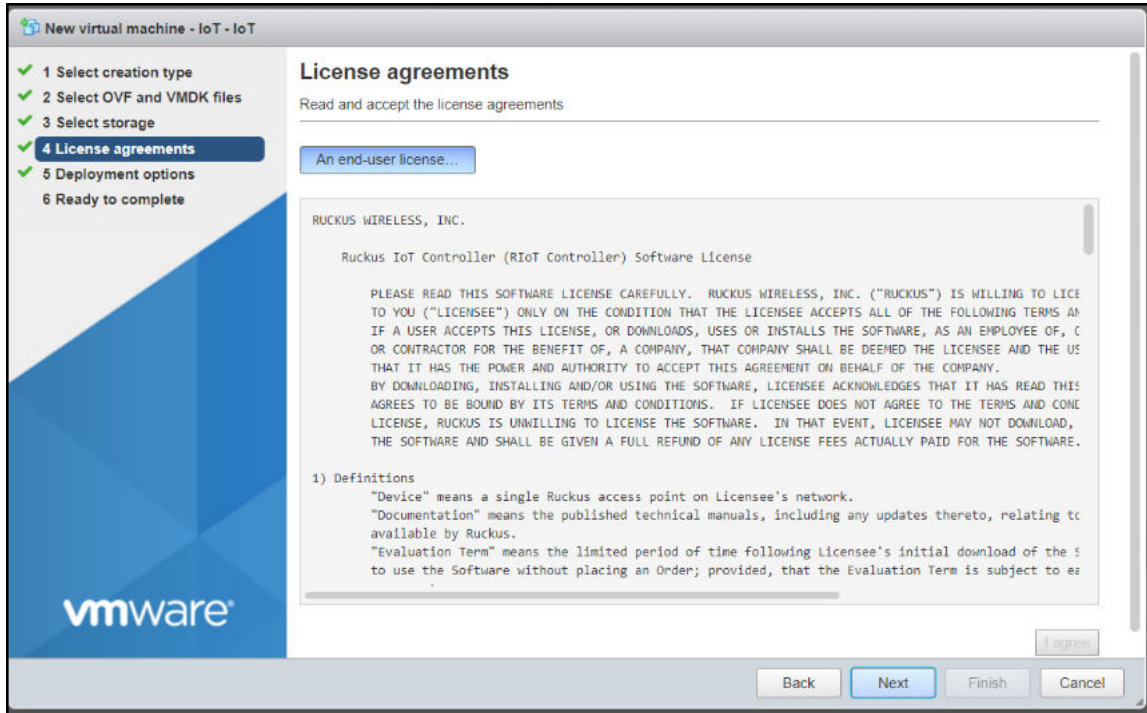 New virtual machine - IoT - IoT
1 Select creation type
2 Select OVF and VMDK files
3 Select storage
4 License agreements
5 Deployment options
6 Ready to complete
vmware
License agreements
Read and accept the license agreements
An end-user license...
RUCKUS WIRELESS, INC.
Ruckus IoT Controller (RIoT Controller) Software License
PLEASE READ THIS SOFTWARE LICENSE CAREFULLY. RUCKUS WIRELESS, INC. ("RUCKUS") IS WILLING TO LICE
TO YOU ("LICENSEE") ONLY ON THE CONDITION THAT THE LICENSEE ACCEPTS ALL OF THE FOLLOWING TERMS AN
IF A USER ACCEPTS THIS LICENSE, OR DOWNLOADS, USES OR INSTALLS THE SOFTWARE, AS AN EMPLOYEE OF,
OR CONTRACTOR FOR THE BENEFIT OF, A COMPANY, THAT COMPANY SHALL BE DEEMED THE LICENSEE AND THE US
THAT IT HAS THE POWER AND AUTHORITY TO ACCEPT THIS AGREEMENT ON BEHALF OF THE COMPANY.
BY DOWNLOADING, INSTALLING AND/OR USING THE SOFTWARE, LICENSEE ACKNOWLEDGES THAT IT HAS READ THIS
AGREES TO BE BOUND BY ITS TERMS AND CONDITIONS. IF LICENSEE DOES NOT AGREE TO THE TERMS AND COND
LICENSE, RUCKUS IS UNWILLING TO LICENSE THE SOFTWARE. IN THAT EVENT, LICENSEE MAY NOT DOWNLOAD,
THE SOFTWARE AND SHALL BE GIVEN A FULL REFUND OF ANY LICENSE FEES ACTUALLY PAID FOR THE SOFTWARE.
1) Definitions
"Device" means a single Ruckus access point on Licensee's network.
"Documentation" means the published technical manuals, including any updates thereto, relating to
available by Ruckus.
"Evaluation Term" means the limited period of time following Licensee's initial download of the S
to use the Software without placing an Order; provided, that the Evaluation Term is subject to ea
I agree
Back
Next
Finish
Cancel